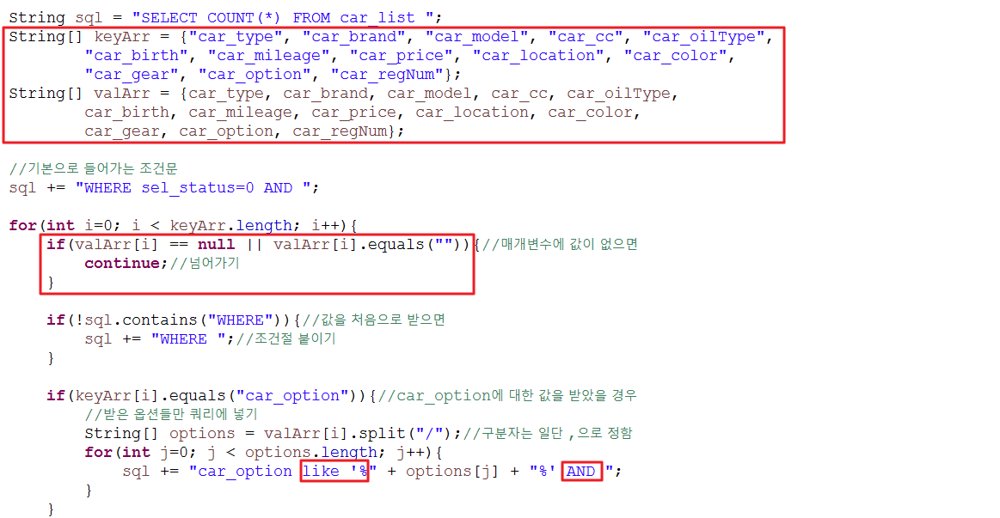 String sql = "SELECT COUNT(*) FROM car_list ";
String[] keyArr = {"car_type", "car_brand", "car_model", "car_cc", "car_oilType",
"car_birth", "car_mileage", "car_price", "car_location", "car_color",
"car_gear", "car_option", "car_regNum"};
String[] valArr = {car_type, car_brand, car_model, car_cc, car_oilType,
car_birth, car_mileage, car_price, car_location, car_color,
car_gear, car_option, car_regNum};
//기본으로 들어가는 조건문
sql += "WHERE sel_status=0 AND ";
for(int i=0; i < keyArr.length; i++){
if(valArr[i] == null || valArr[i].equals("")){//매개변수에 값이 없으면
continue;//넘어가기
}
if(!sql.contains("WHERE")){//값을 처음으로 받으면
sql += "WHERE ";//조건절 붙이기
}
if(keyArr[i].equals("car_option")){//car_option에 대한 값을 받았을 경우
//받은 옵션들만 쿼리에 넣기
String[] options = valArr[i].split("/");//구분자는 일단 ,으로 정함
for(int j=0; j < options.length; j++){
sql += "car_option like '%" + options[j] + "%' AND ";
}
}